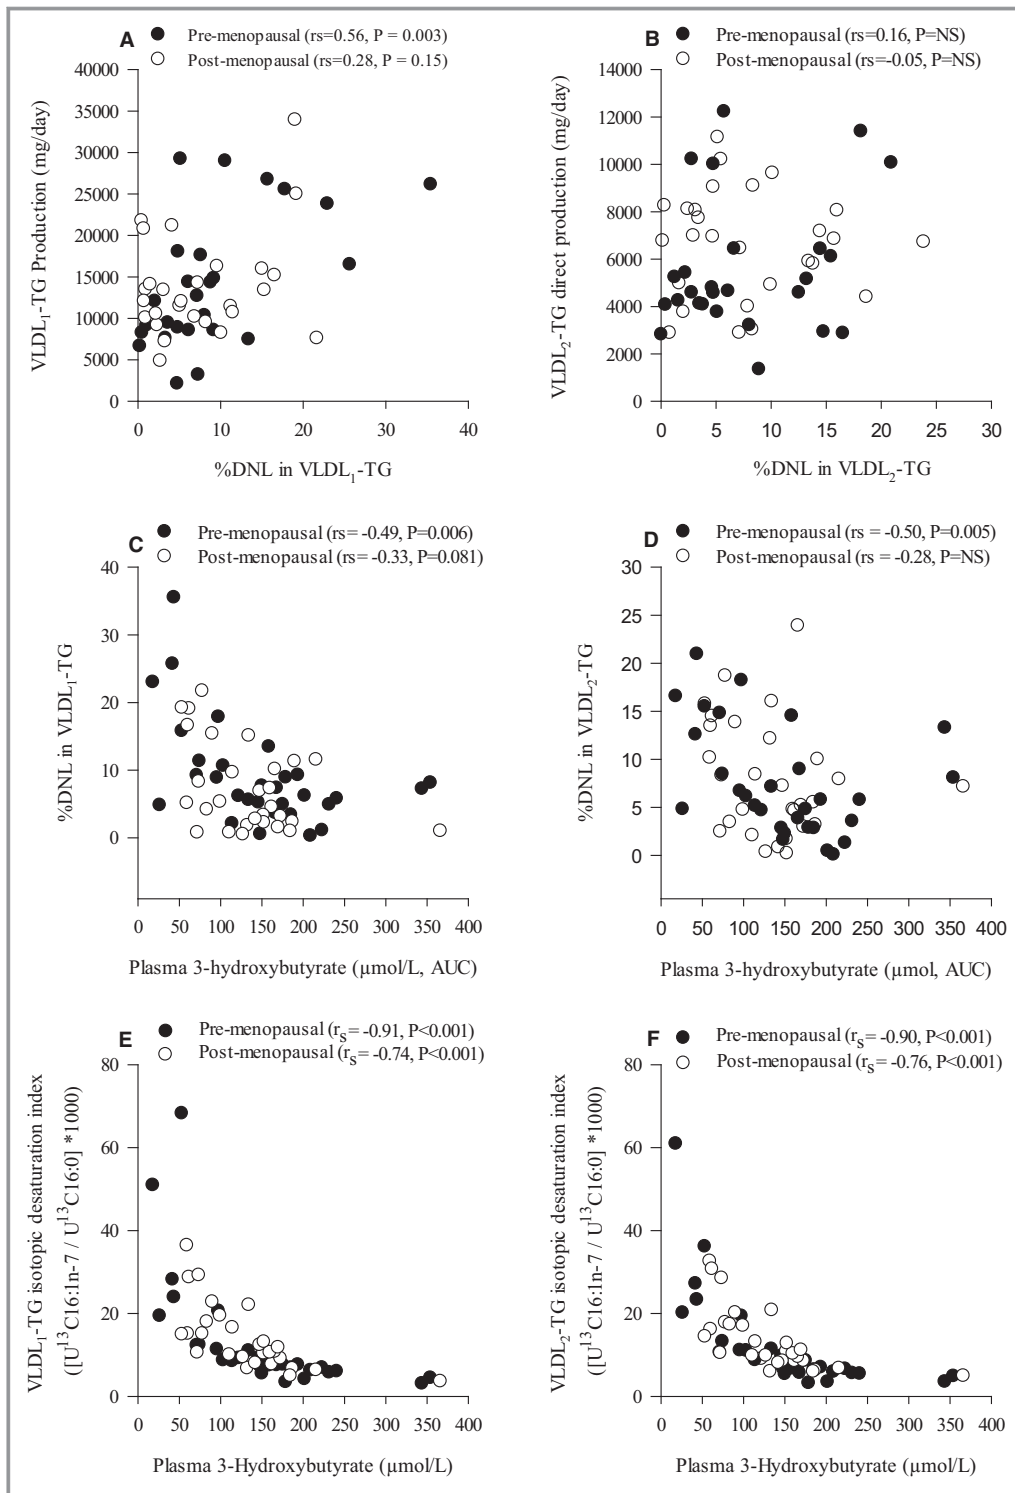 A Pre-menopausal (rs=0.56, P = 0.003)
Post-menopausal (rs=0.28, P = 0.15)
VLDL₁-TG Production (mg/day)
40000
35000
30000
25000
20000
15000
10000
5000
0
0 10 20 30 40
%DNL in VLDL₁-TG
B Pre-menopausal (rs=0.16, P=NS)
Post-menopausal (rs=-0.05, P=NS)
VLDL₂-TG direct production (mg/day)
14000
12000
10000
8000
6000
4000
2000
0
0 5 10 15 20 25 30
%DNL in VLDL₂-TG
C Pre-menopausal (rs= -0.49, P=0.006)
Post-menopausal (rs= -0.33, P=0.081)
%DNL in VLDL₁-TG
40
30
20
10
0
0 50 100 150 200 250 300 350 400
Plasma 3-hydroxybutyrate (µmol/L, AUC)
D Pre-menopausal (rs = -0.50, P=0.005)
Post-menopausal (rs = -0.28, P=NS)
%DNL in VLDL₂-TG
30
25
20
15
10
5
0
0 50 100 150 200 250 300 350 400
Plasma 3-hydroxybutyrate (µmol, AUC)
E Pre-menopausal (rₛ= -0.91, P<0.001)
Post-menopausal (rₛ= -0.74, P<0.001)
VLDL₁-TG isotopic desaturation index
([U¹³C16:1n-7 / U¹³C16:0] *1000)
80
60
40
20
0
0 50 100 150 200 250 300 350 400
Plasma 3-Hydroxybutyrate (µmol/L)
F Pre-menopausal (rₛ= -0.90, P<0.001)
Post-menopausal (rₛ= -0.76, P<0.001)
VLDL₂-TG isotopic desaturation index
([U¹³C16:1n-7 / U¹³C16:0] *1000)
80
60
40
20
0
0 50 100 150 200 250 300 350 400
Plasma 3-Hydroxybutyrate (µmol/L)